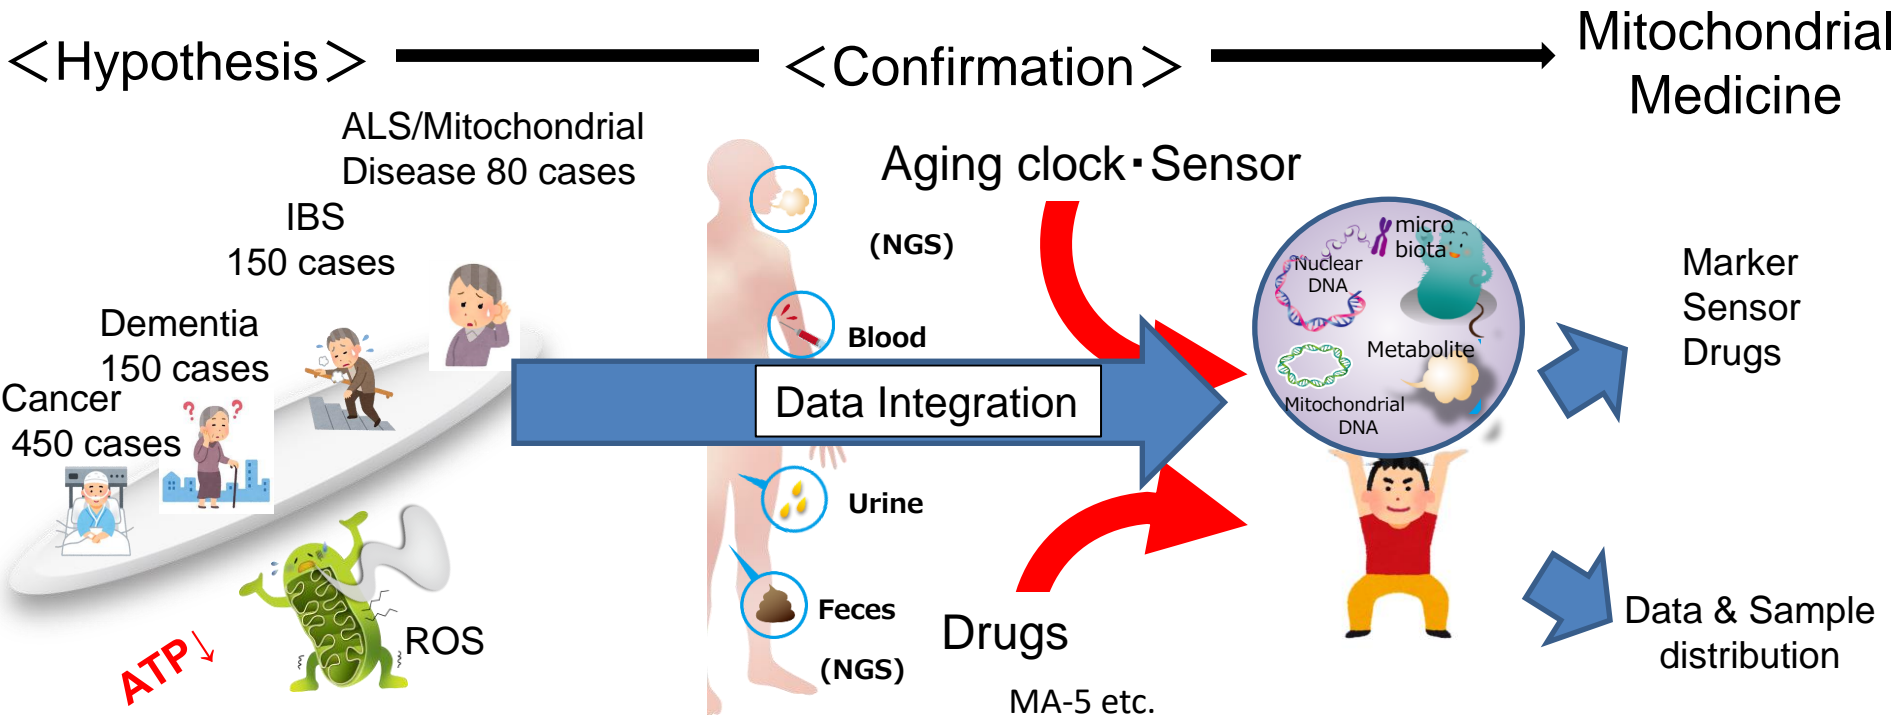 ＜Hypothesis＞
＜Confirmation＞
Mitochondrial
Medicine
ALS/Mitochondrial
Disease 80 cases
IBS
150 cases
Dementia
150 cases
Cancer
450 cases
ATP↓
ROS
Aging clock･Sensor
(NGS)
Blood
Data Integration
Urine
Feces
(NGS)
Drugs
MA-5 etc.
micro
biota
Nuclear
DNA
Metabolite
Mitochondrial
DNA
Marker
Sensor
Drugs
Data & Sample
distribution